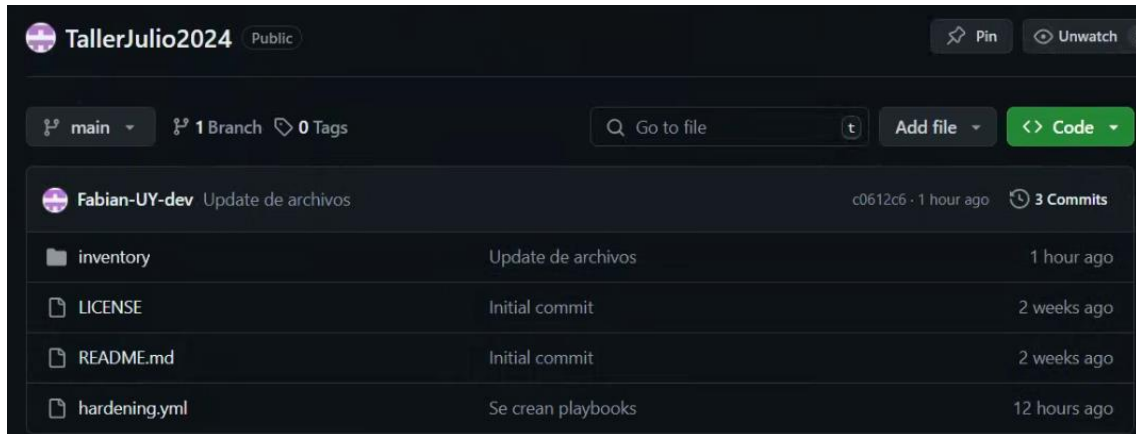 TallerJulio2024 Public Pin Unwatch
main 1 Branch 0 Tags Go to file t Add file Code
Fabian-UY-dev Update de archivos c0612c6 · 1 hour ago 3 Commits
inventory Update de archivos 1 hour ago
LICENSE Initial commit 2 weeks ago
README.md Initial commit 2 weeks ago
hardening.yml Se crean playbooks 12 hours ago